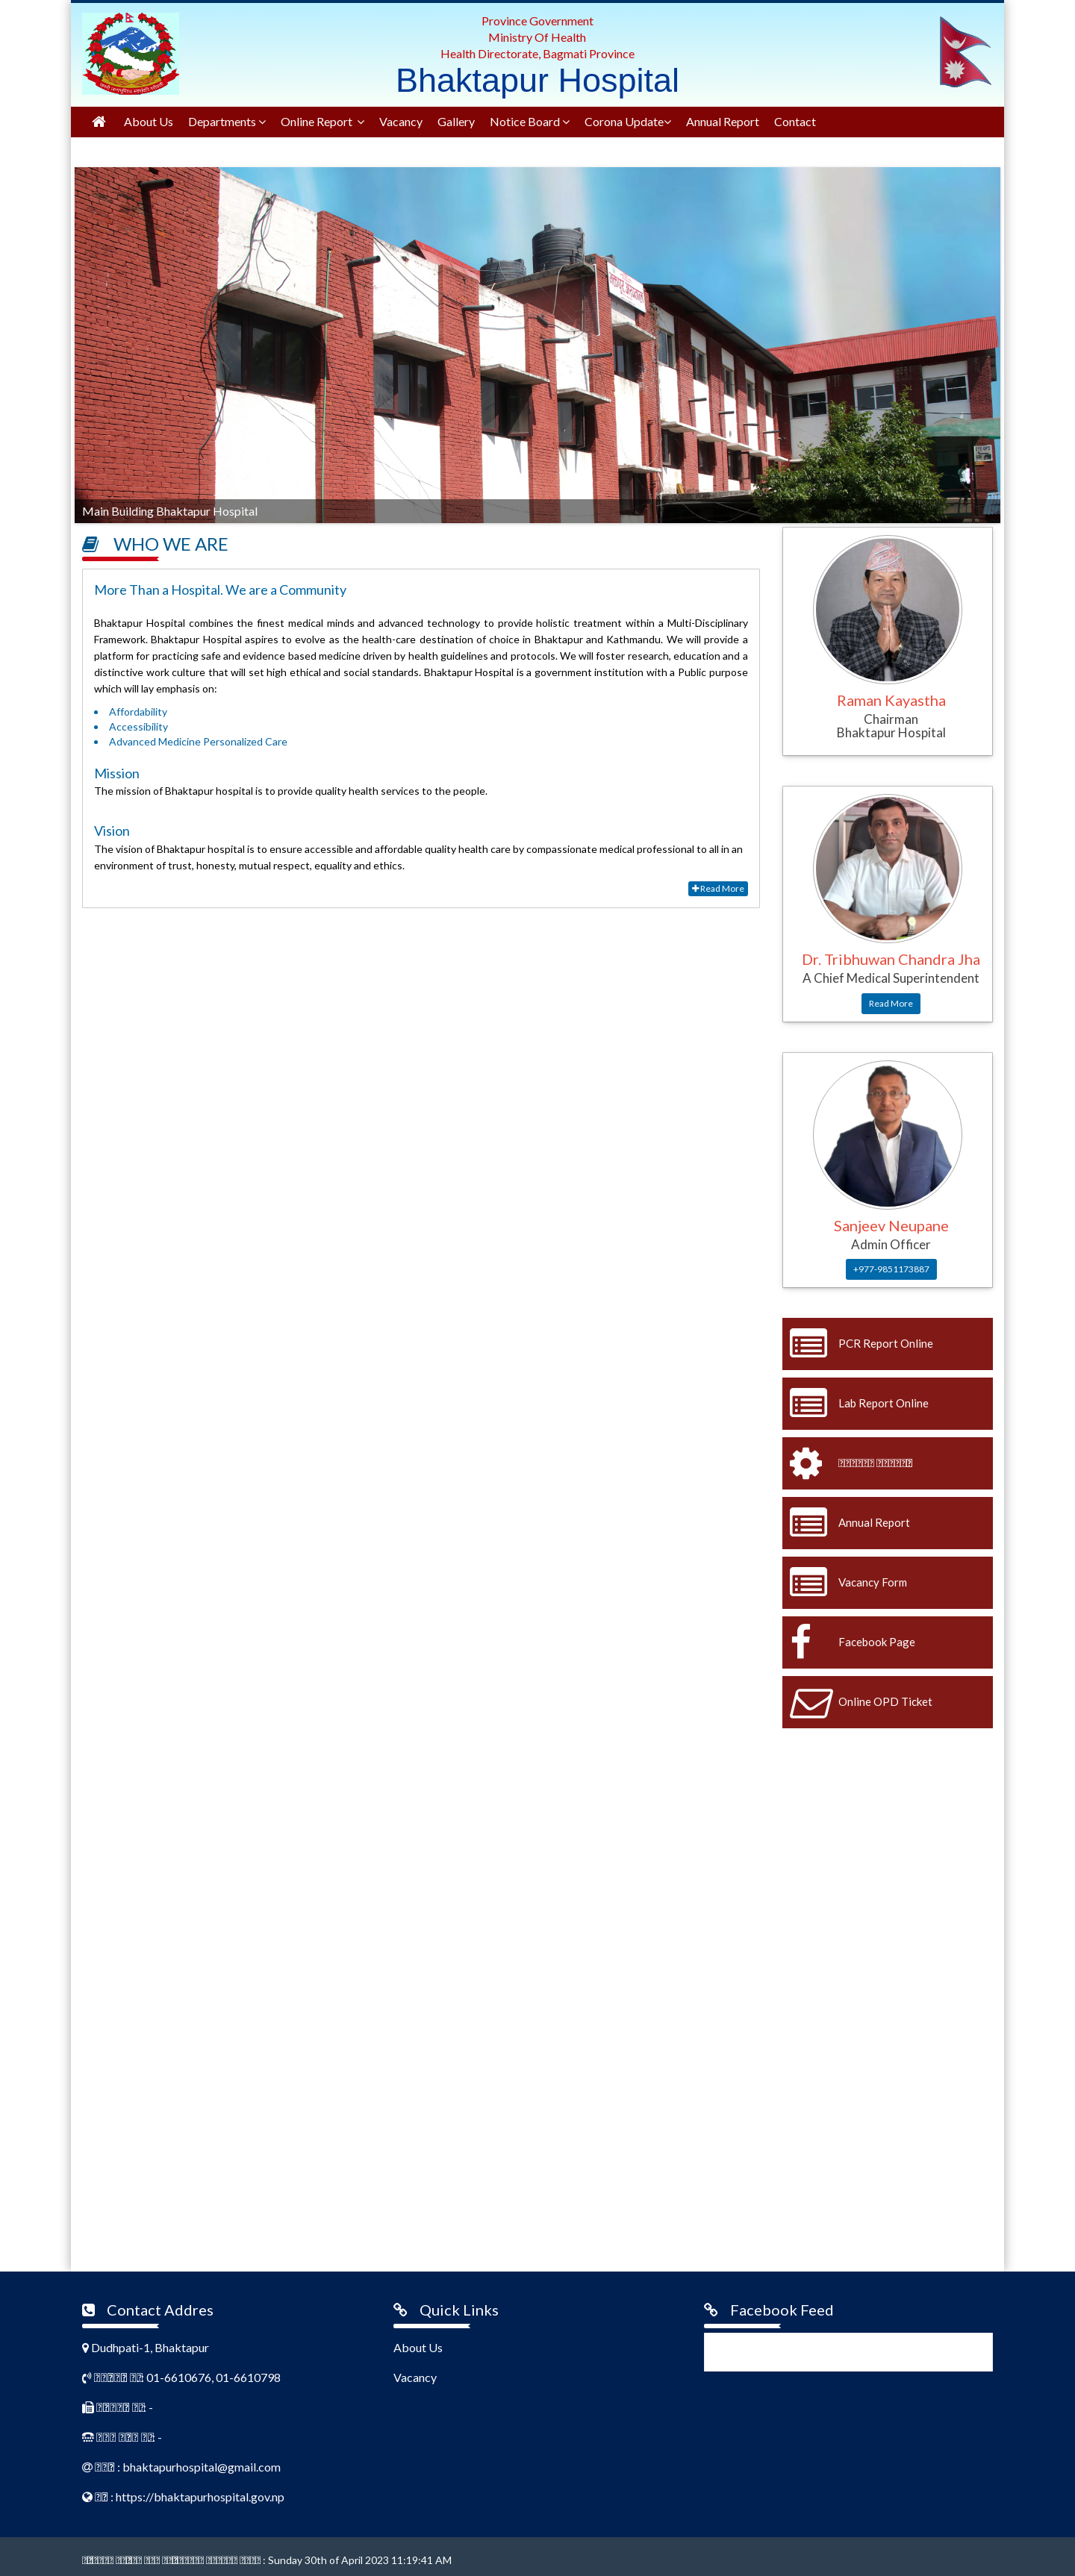 Province Government
Ministry Of Health
Health Directorate, Bagmati Province
Bhaktapur Hospital
About Us Departments Online Report Vacancy Gallery Notice Board Corona Update Annual Report Contact
Main Building Bhaktapur Hospital
WHO WE ARE
More Than a Hospital. We are a Community
Bhaktapur Hospital combines the finest medical minds and advanced technology to provide holistic treatment within a Multi-Disciplinary
Framework. Bhaktapur Hospital aspires to evolve as the health-care destination of choice in Bhaktapur and Kathmandu. We will provide a
platform for practicing safe and evidence based medicine driven by health guidelines and protocols. We will foster research, education and a
distinctive work culture that will set high ethical and social standards. Bhaktapur Hospital is a government institution with a Public purpose
which will lay emphasis on:
• Affordability
• Accessibility
• Advanced Medicine Personalized Care
Mission
The mission of Bhaktapur hospital is to provide quality health services to the people.
Vision
The vision of Bhaktapur hospital is to ensure accessible and affordable quality health care by compassionate medical professional to all in an
environment of trust, honesty, mutual respect, equality and ethics.
Read More
Raman Kayastha
Chairman
Bhaktapur Hospital
Dr. Tribhuwan Chandra Jha
A Chief Medical Superintendent
Read More
Sanjeev Neupane
Admin Officer
+977-9851173887
PCR Report Online
Lab Report Online
Annual Report
Vacancy Form
Facebook Page
Online OPD Ticket
Contact Addres
Dudhpati-1, Bhaktapur
01-6610676, 01-6610798
-
-
: bhaktapurhospital@gmail.com
: https://bhaktapurhospital.gov.np
Quick Links
About Us
Vacancy
Facebook Feed
: Sunday 30th of April 2023 11:19:41 AM